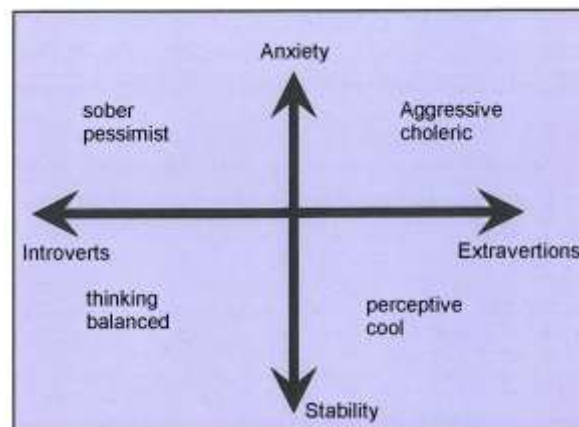 Anxiety
sober
pessimist
Aggressive
choleric
Introverts
Extravertions
thinking
balanced
perceptive
cool
Stability